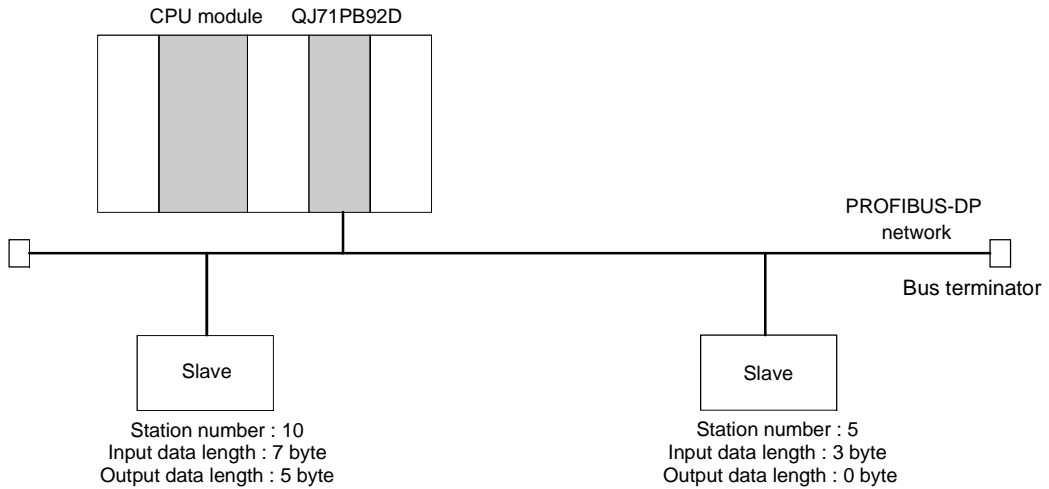 CPU module
QJ71PB92D
PROFIBUS-DP
network
Bus terminator
Slave
Station number : 10
Input data length : 7 byte
Output data length : 5 byte
Slave
Station number : 5
Input data length : 3 byte
Output data length : 0 byte